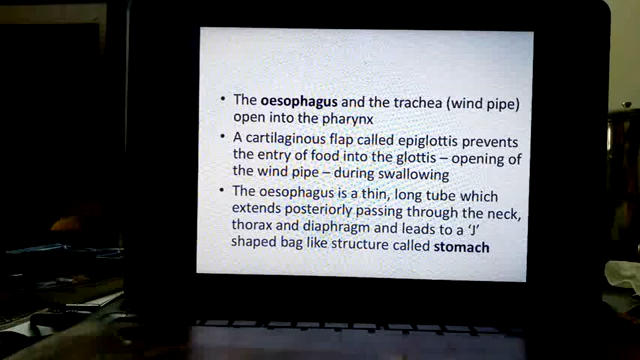 • The oesophagus and the trachea (wind pipe)
open into the pharynx
• A cartilaginous flap called epiglottis prevents
the entry of food into the glottis – opening of
the wind pipe – during swallowing
• The oesophagus is a thin, long tube which
extends posteriorly passing through the neck,
thorax and diaphragm and leads to a ‘J’
shaped bag like structure called stomach